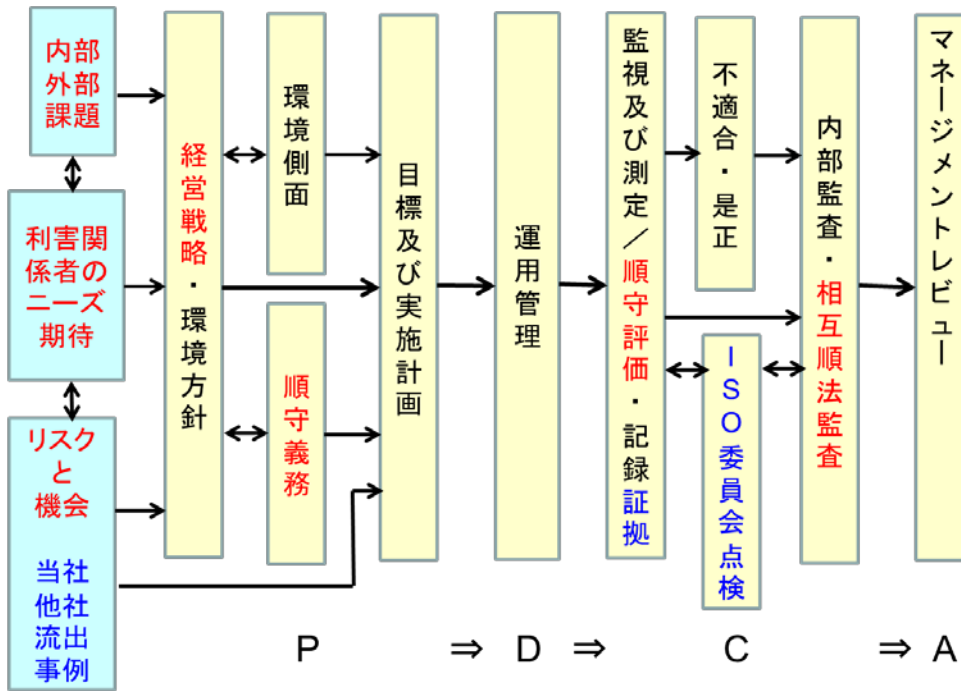 内部
外部
課題
利害関
係者の
ニーズ
期待
リスク
と
機会
当社
他社
流出
事例
経営戦略・環境方針
環境側面
順守義務
目標及び実施計画
運用管理
監視及び測定／順守評価・記録証拠
不適合・是正
ISO委員会点検
内部監査・相互順法監査
マネージメントレビュー
P ⇒ D ⇒ C ⇒ A